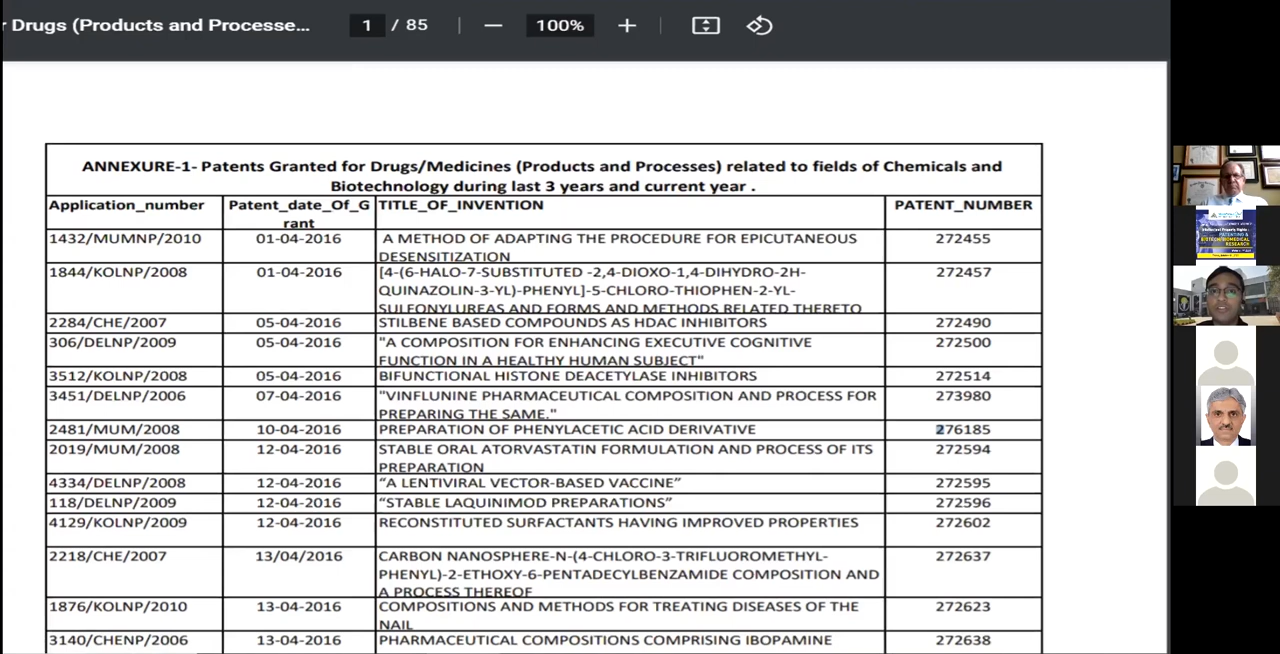 r Drugs (Products and Processe...
1 / 85
100%
ANNEXURE-1- Patents Granted for Drugs/Medicines (Products and Processes) related to fields of Chemicals and
Biotechnology during last 3 years and current year .
Application_number Patent_date_Of_G TITLE_OF_INVENTION PATENT_NUMBER
rant
1432/MUMNP/2010 01-04-2016 A METHOD OF ADAPTING THE PROCEDURE FOR EPICUTANEOUS 272455
DESENSITIZATION
1844/KOLNP/2008 01-04-2016 [4-(6-HALO-7-SUBSTITUTED -2,4-DIOXO-1,4-DIHYDRO-2H- 272457
QUINAZOLIN-3-YL)-PHENYL]-5-CHLORO-THIOPHEN-2-YL-
SULFONYLUREAS AND FORMS AND METHODS RELATED THERETO
2284/CHE/2007 05-04-2016 STILBENE BASED COMPOUNDS AS HDAC INHIBITORS 272490
306/DELNP/2009 05-04-2016 "A COMPOSITION FOR ENHANCING EXECUTIVE COGNITIVE 272500
FUNCTION IN A HEALTHY HUMAN SUBJECT"
3512/KOLNP/2008 05-04-2016 BIFUNCTIONAL HISTONE DEACETYLASE INHIBITORS 272514
3451/DELNP/2006 07-04-2016 "VINFLUNINE PHARMACEUTICAL COMPOSITION AND PROCESS FOR 273980
PREPARING THE SAME."
2481/MUM/2008 10-04-2016 PREPARATION OF PHENYLACETIC ACID DERIVATIVE 276185
2019/MUM/2008 12-04-2016 STABLE ORAL ATORVASTATIN FORMULATION AND PROCESS OF ITS 272594
PREPARATION
4334/DELNP/2008 12-04-2016 “A LENTIVIRAL VECTOR-BASED VACCINE” 272595
118/DELNP/2009 12-04-2016 “STABLE LAQUINIMOD PREPARATIONS” 272596
4129/KOLNP/2009 12-04-2016 RECONSTITUTED SURFACTANTS HAVING IMPROVED PROPERTIES 272602
2218/CHE/2007 13/04/2016 CARBON NANOSPHERE-N-(4-CHLORO-3-TRIFLUOROMETHYL- 272637
PHENYL)-2-ETHOXY-6-PENTADECYLBENZAMIDE COMPOSITION AND
A PROCESS THEREOF
1876/KOLNP/2010 13-04-2016 COMPOSITIONS AND METHODS FOR TREATING DISEASES OF THE 272623
NAIL
3140/CHENP/2006 13-04-2016 PHARMACEUTICAL COMPOSITIONS COMPRISING IBOPAMINE 272638
Intellectual Property Rights :
PATENTING &
BIOTECH/BIOMEDICAL
RESEARCH